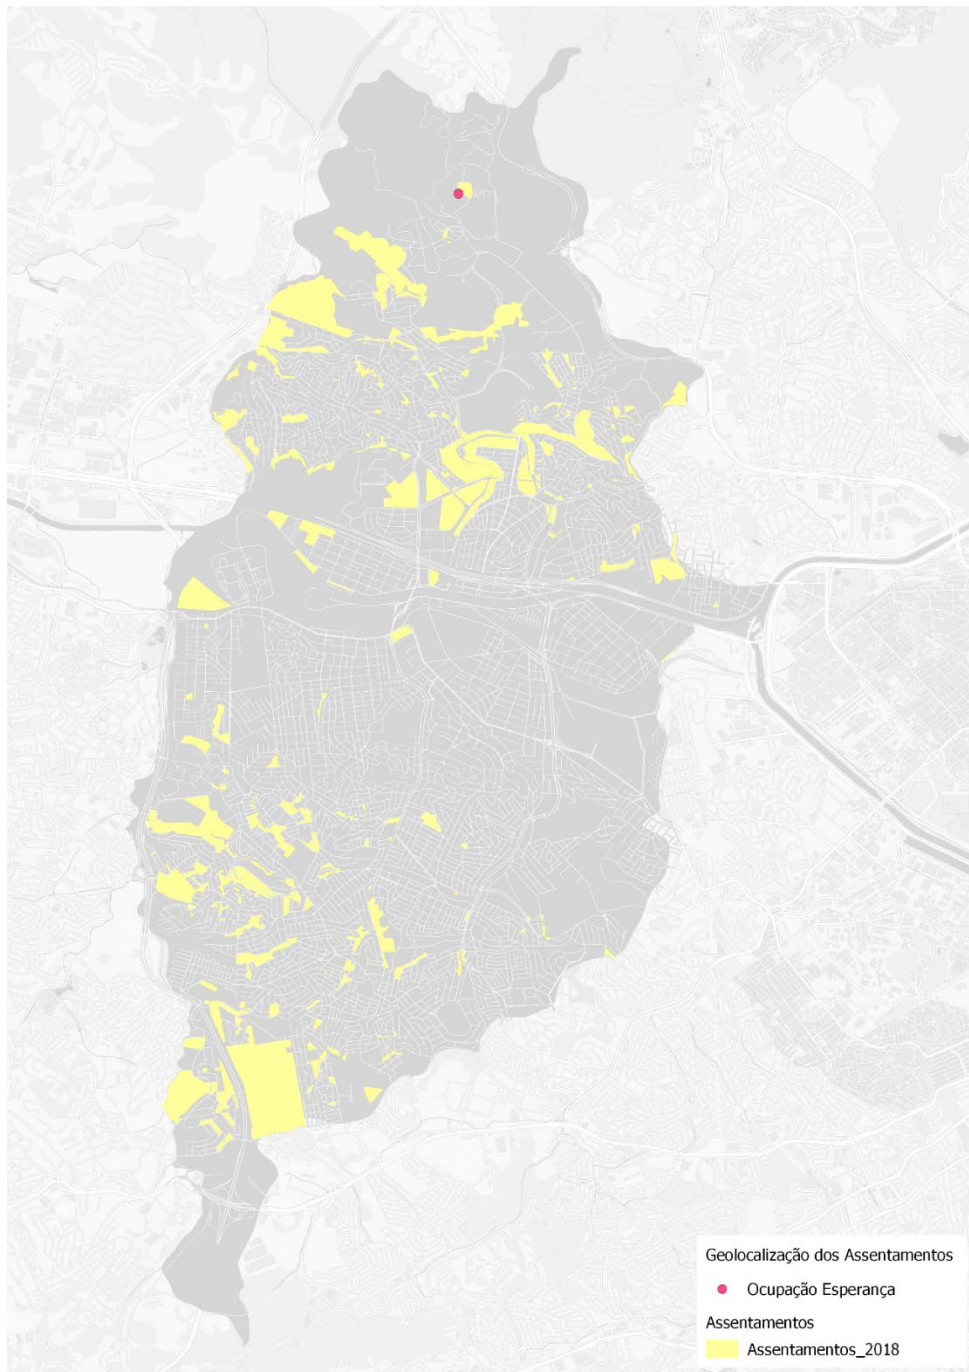 Geolocalização dos Assentamentos
Ocupação Esperança
Assentamentos
Assentamentos_2018